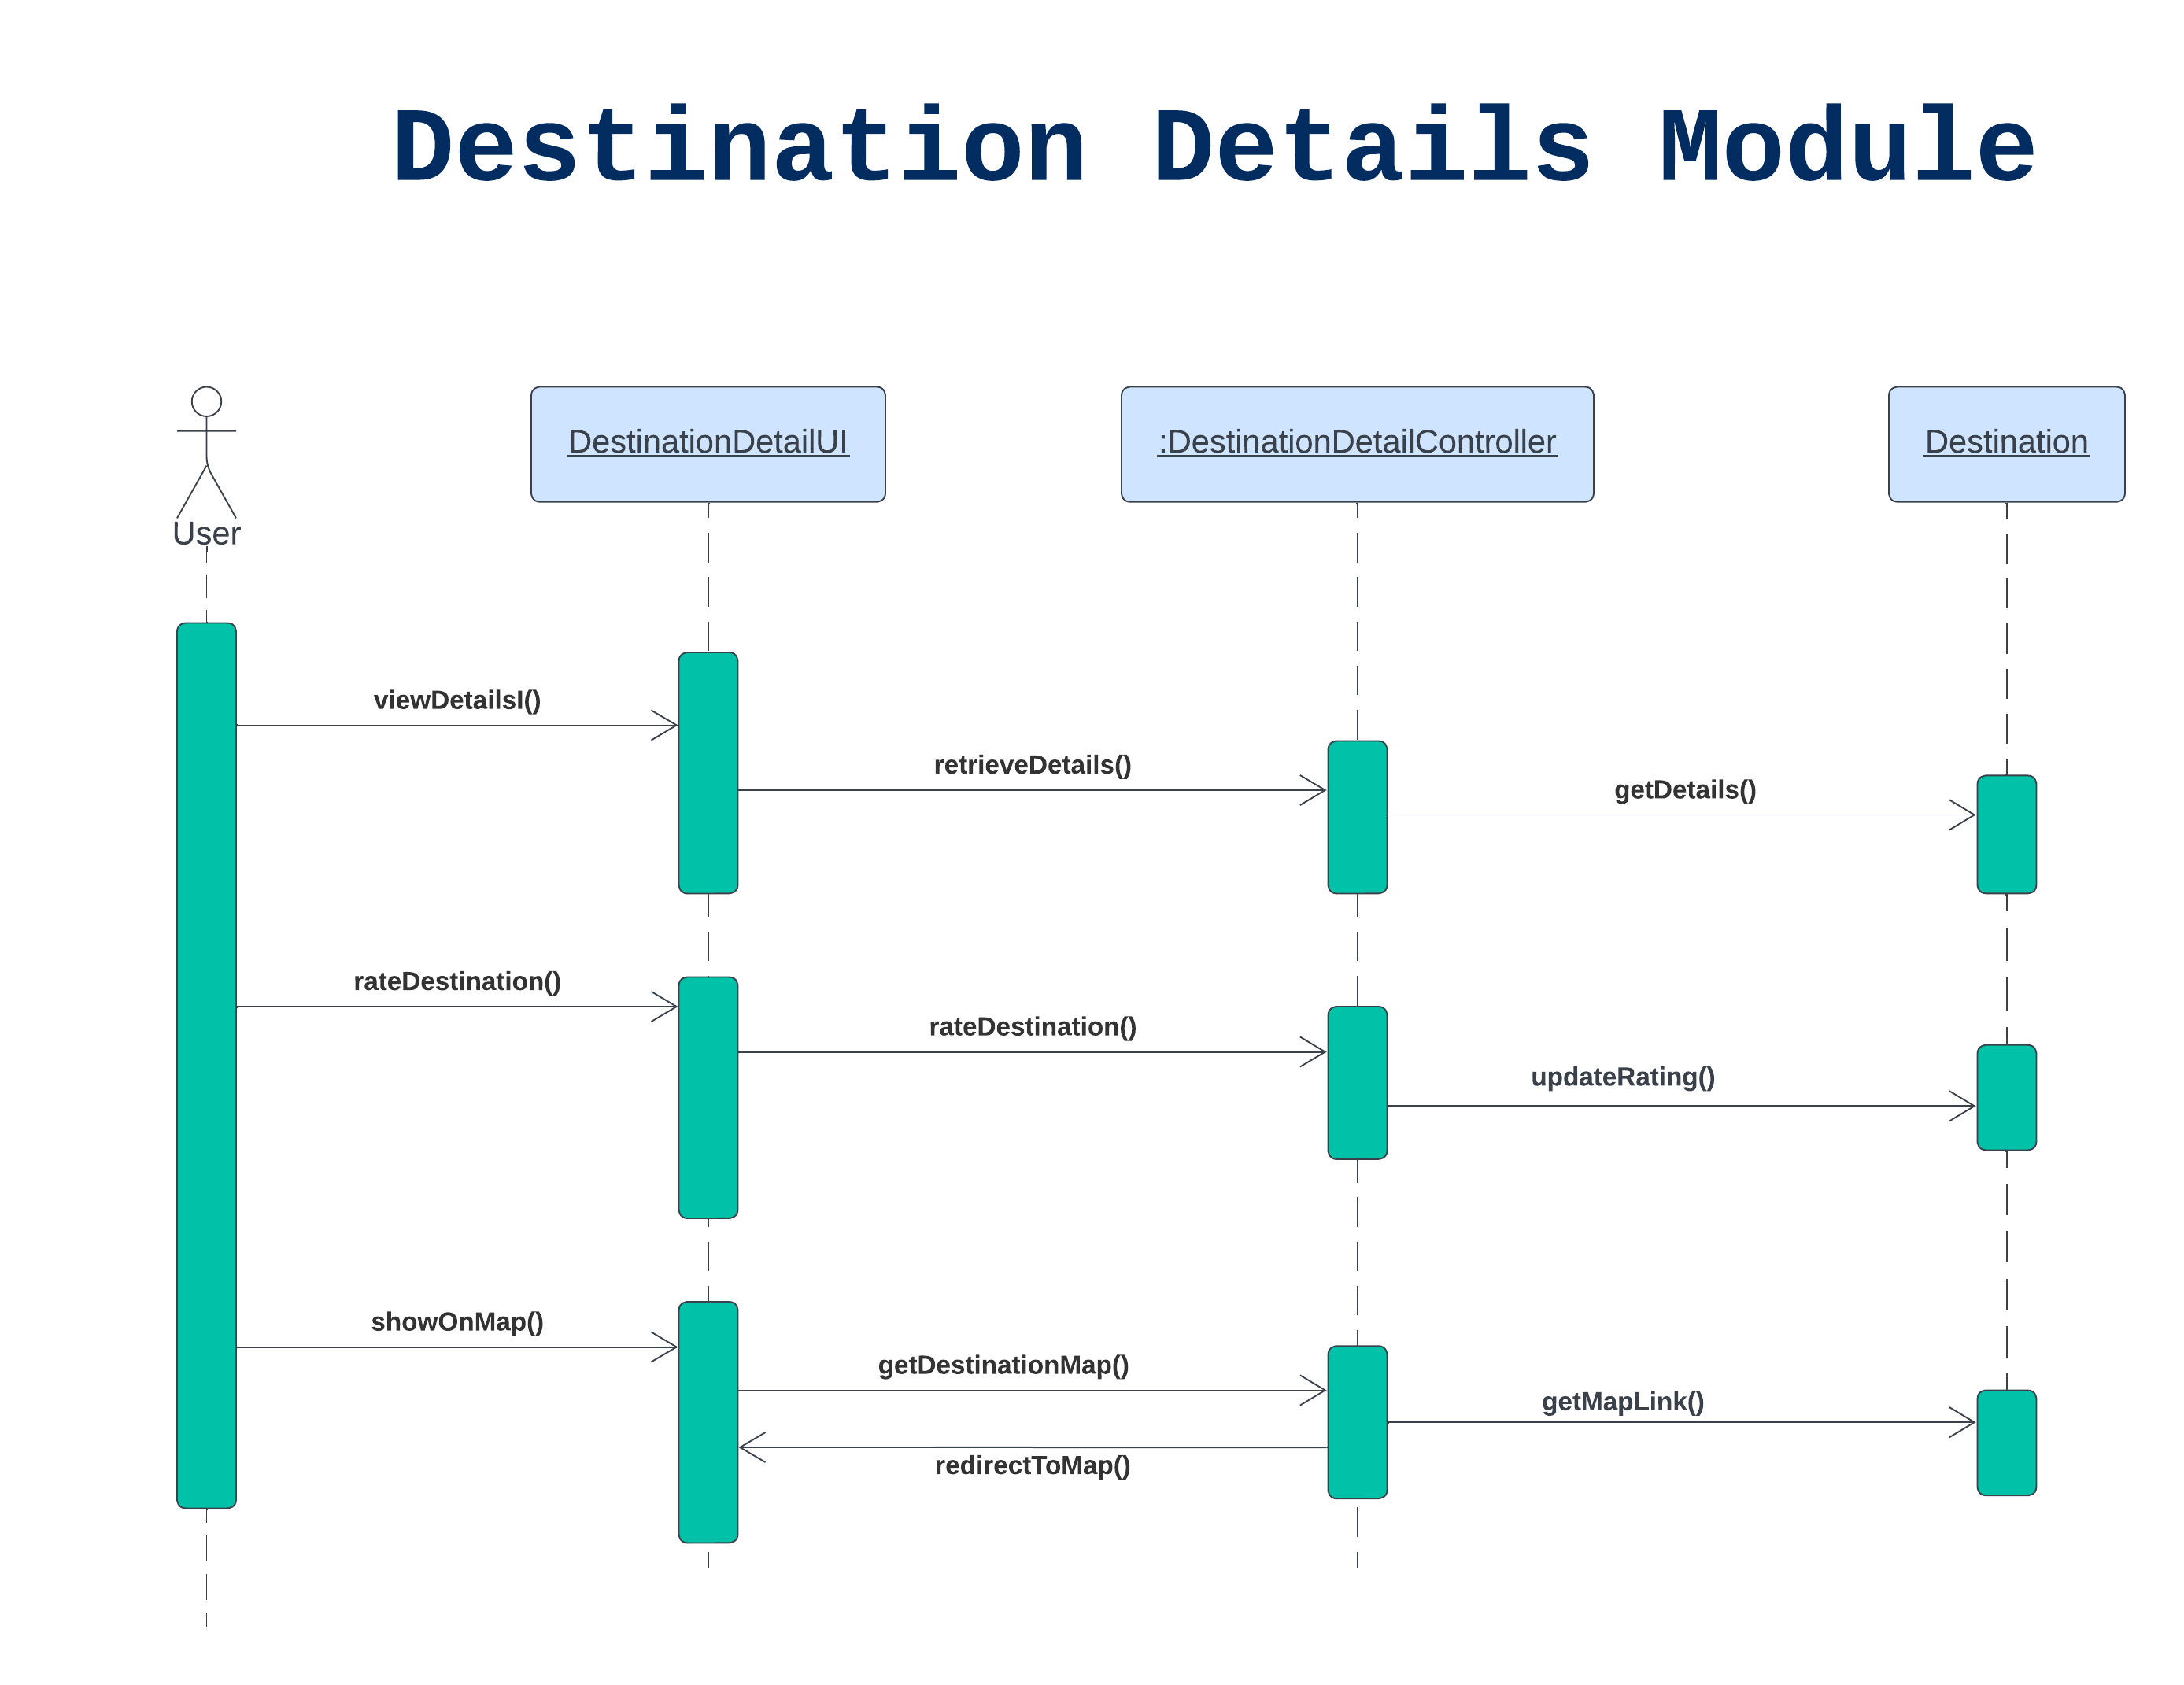 Destination Details Module
User
DestinationDetailUI
:DestinationDetailController
Destination
viewDetailsI()
retrieveDetails()
getDetails()
rateDestination()
rateDestination()
updateRating()
showOnMap()
getDestinationMap()
getMapLink()
redirectToMap()